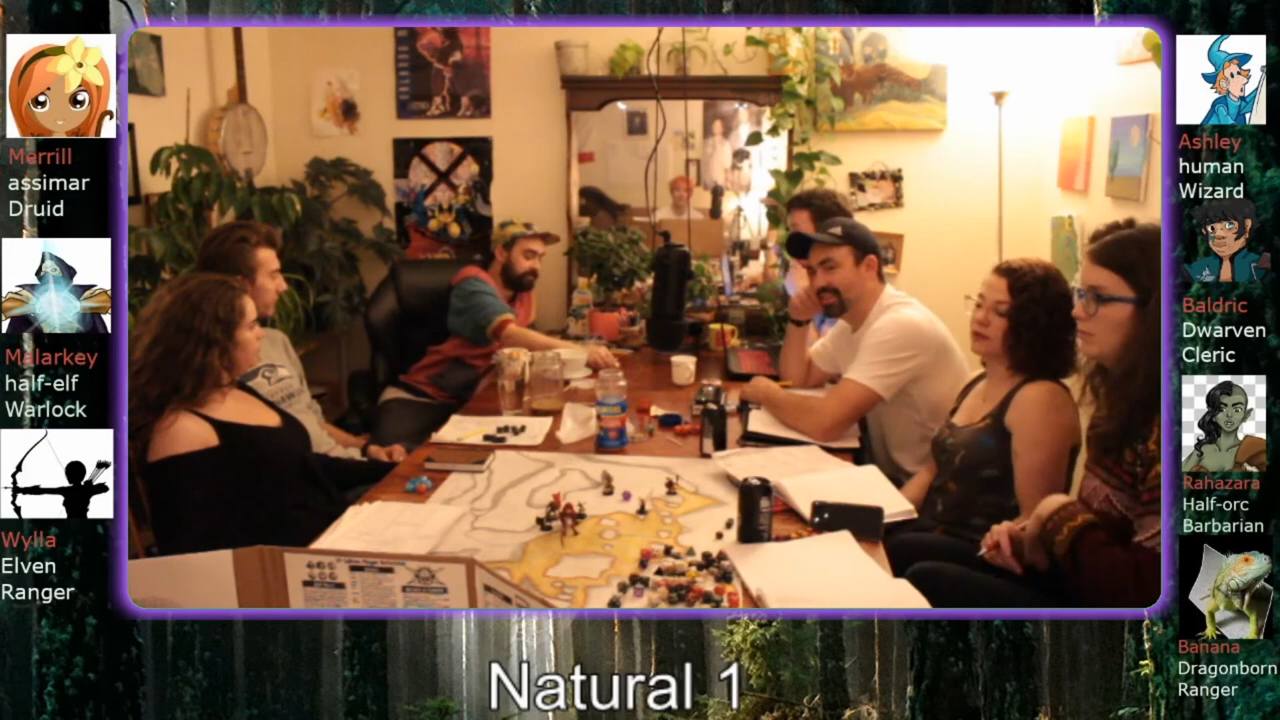 Merrill
assimar
Druid
Malarkey
half-elf
Warlock
Wylla
Elven
Ranger
Ashley
human
Wizard
Baldric
Dwarven
Cleric
Rahazara
Half-orc
Barbarian
Banana
Dragonborn
Ranger
Natural 1